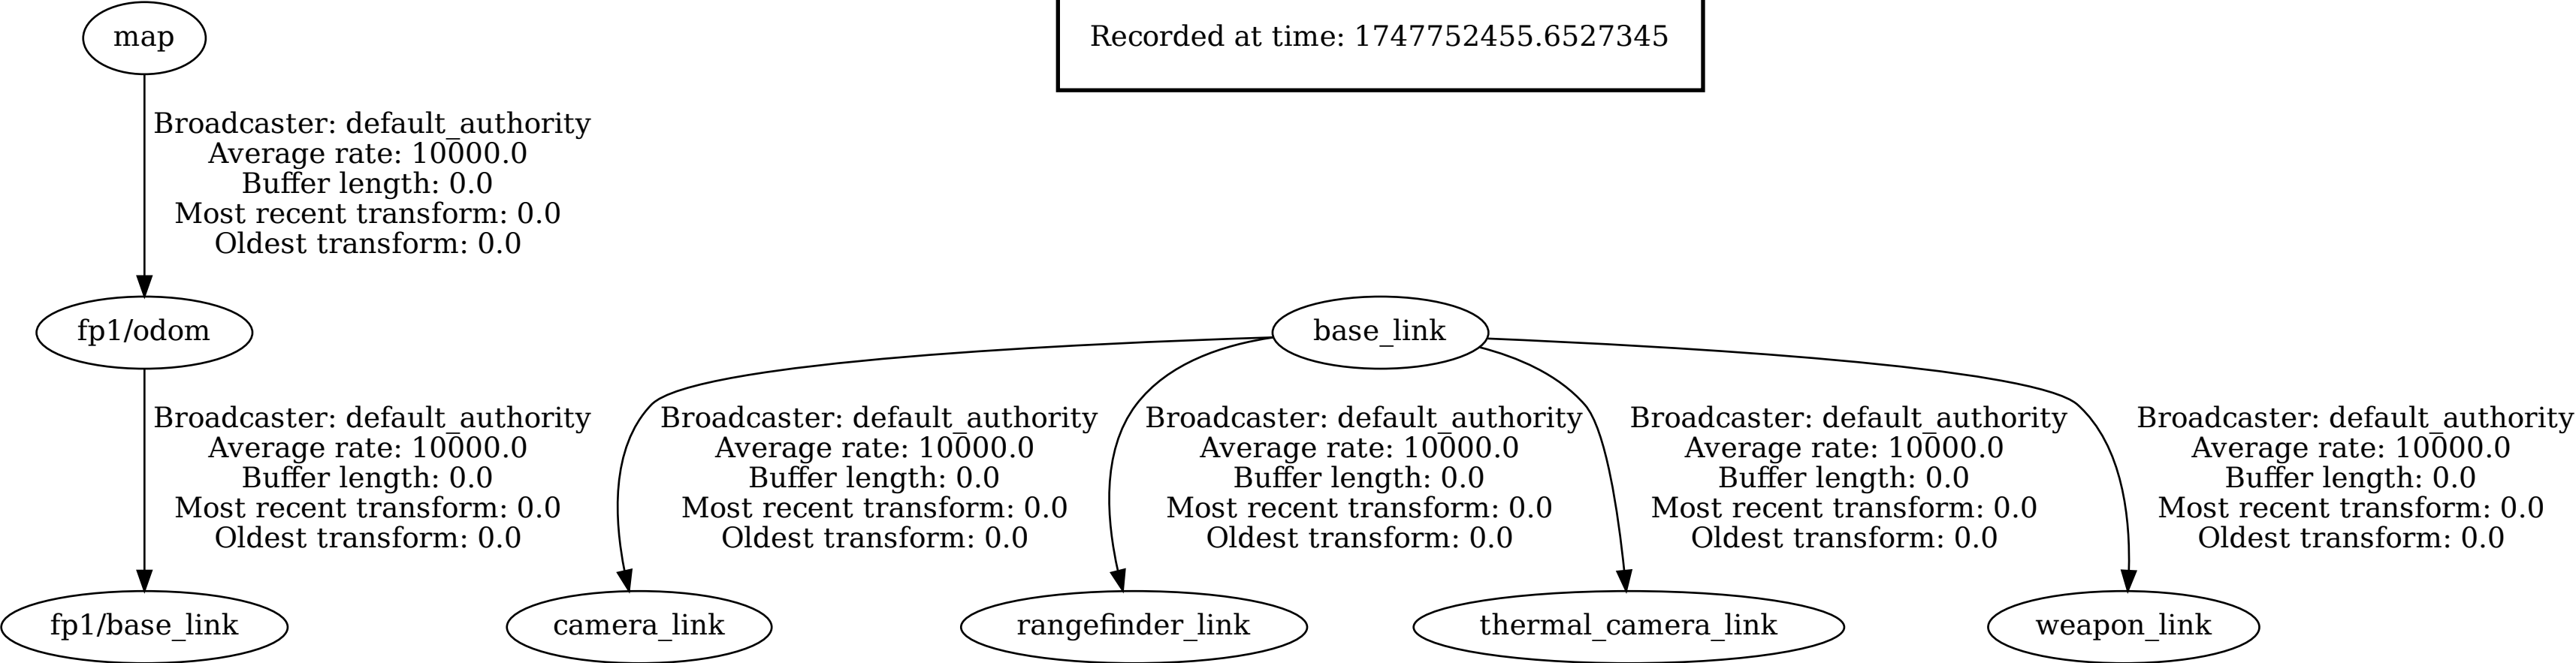 map
Recorded at time: 1747752455.6527345
Broadcaster: default_authority
Average rate: 10000.0
Buffer length: 0.0
Most recent transform: 0.0
Oldest transform: 0.0
fp1/odom
base_link
Broadcaster: default_authority
Average rate: 10000.0
Buffer length: 0.0
Most recent transform: 0.0
Oldest transform: 0.0
Broadcaster: default_authority
Average rate: 10000.0
Buffer length: 0.0
Most recent transform: 0.0
Oldest transform: 0.0
Broadcaster: default_authority
Average rate: 10000.0
Buffer length: 0.0
Most recent transform: 0.0
Oldest transform: 0.0
Broadcaster: default_authority
Average rate: 10000.0
Buffer length: 0.0
Most recent transform: 0.0
Oldest transform: 0.0
Broadcaster: default_authority
Average rate: 10000.0
Buffer length: 0.0
Most recent transform: 0.0
Oldest transform: 0.0
fp1/base_link
camera_link
rangefinder_link
thermal_camera_link
weapon_link